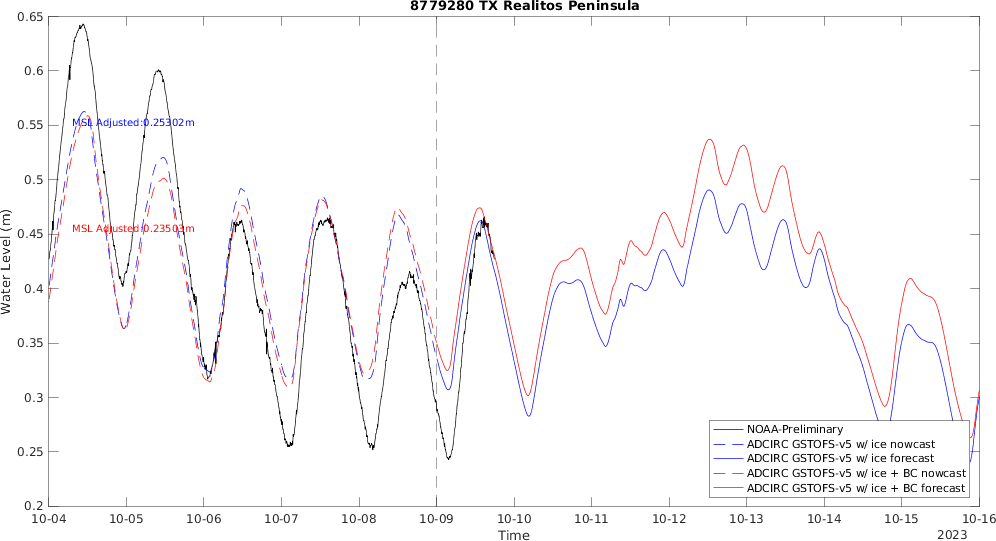 8779280 TX Realitos Peninsula
Water Level (m)
0.65
0.6
0.55
0.5
0.45
0.4
0.35
0.3
0.25
0.2
MSL Adjusted:0.25302m
MSL Adjusted:0.23503m
NOAA-Preliminary
ADCIRC GSTOFS-v5 w/ ice nowcast
ADCIRC GSTOFS-v5 w/ ice forecast
ADCIRC GSTOFS-v5 w/ ice + BC nowcast
ADCIRC GSTOFS-v5 w/ ice + BC forecast
10-04 10-05 10-06 10-07 10-08 10-09 10-10 10-11 10-12 10-13 10-14 10-15 10-16
Time
2023